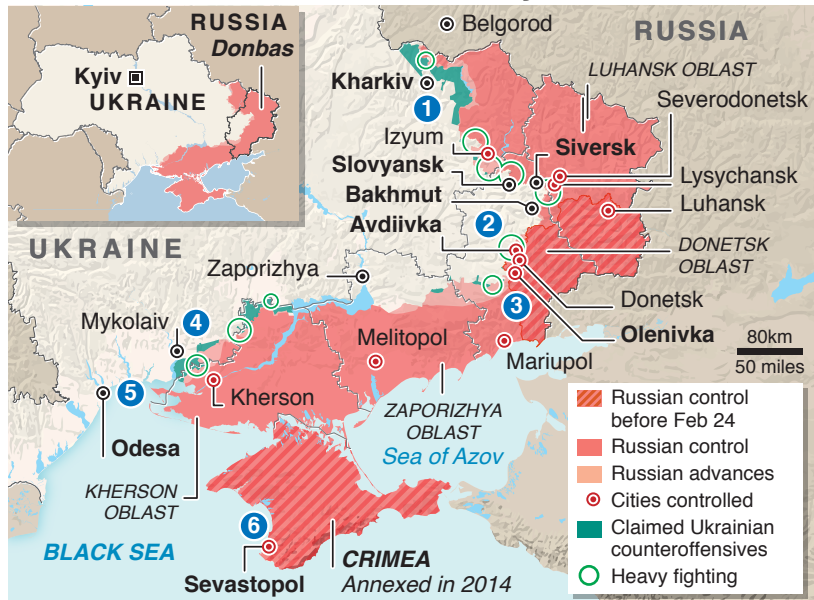 RUSSIA
Donbas
Kyiv
UKRAINE
Belgorod
RUSSIA
LUHANSK OBLAST
Kharkiv
1
Severodonetsk
Izyum
Siversk
Slovyansk
Lysychansk
Bakhmut
Luhansk
2
Avdiivka
UKRAINE
DONETSK
OBLAST
Zaporizhya
Donetsk
3
Mykolaiv
4
Olenivka
Melitopol
80km
50 miles
Mariupol
5
Kherson
Odesa
ZAPORIZHYA
OBLAST
Sea of Azov
KHERSON
OBLAST
6
BLACK SEA
CRIMEA
Annexed in 2014
Sevastopol
Russian control
before Feb 24
Russian control
Russian advances
Cities controlled
Claimed Ukrainian
counteroffensives
Heavy fighting